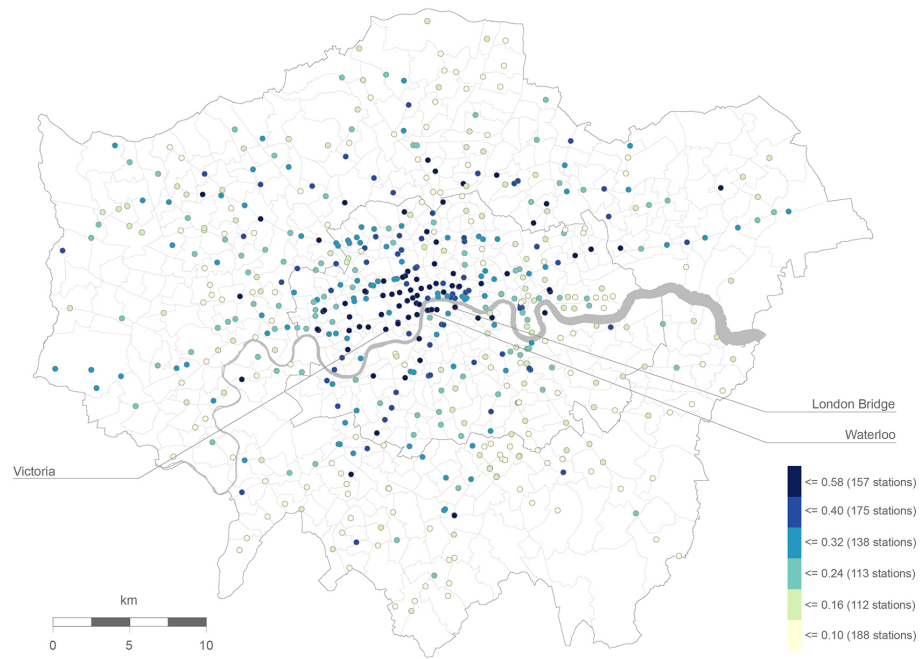 London Bridge
Waterloo
Victoria
<= 0.58 (157 stations)
<= 0.40 (175 stations)
<= 0.32 (138 stations)
<= 0.24 (113 stations)
<= 0.16 (112 stations)
<= 0.10 (188 stations)
km
0 5 10